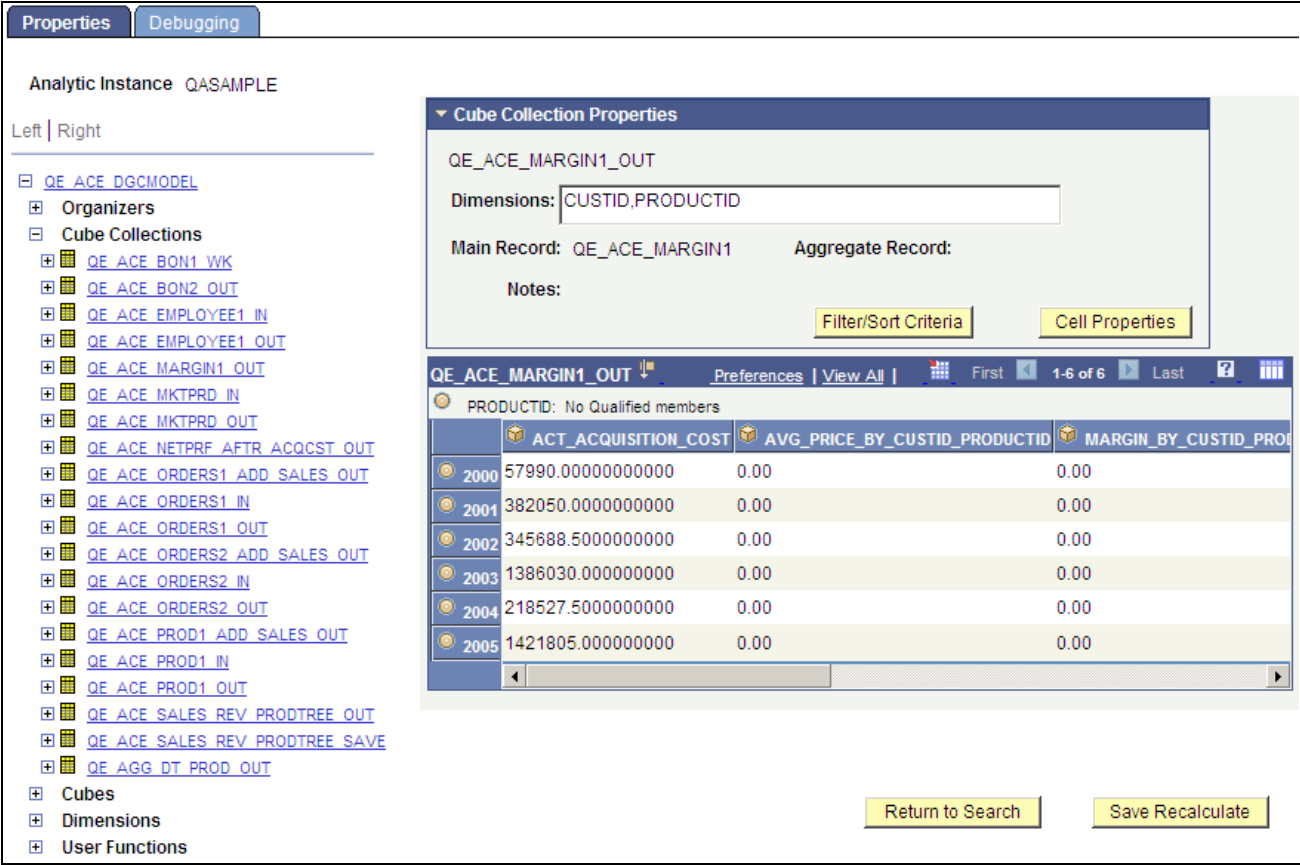 Properties Debugging
Analytic Instance QASAMPLE
Left | Right
QE_ACE_DGCMODEL
Organizers
Cube Collections
QE_ACE_BON1_WK
QE_ACE_BON2_OUT
QE_ACE_EMPLOYEE1_IN
QE_ACE_EMPLOYEE1_OUT
QE_ACE_MARGIN1_OUT
QE_ACE_MKTPRD_IN
QE_ACE_MKTPRD_OUT
QE_ACE_NETPRF_AFTR_ACQCST_OUT
QE_ACE_ORDERS1_ADD_SALES_OUT
QE_ACE_ORDERS1_IN
QE_ACE_ORDERS1_OUT
QE_ACE_ORDERS2_ADD_SALES_OUT
QE_ACE_ORDERS2_IN
QE_ACE_ORDERS2_OUT
QE_ACE_PROD1_ADD_SALES_OUT
QE_ACE_PROD1_IN
QE_ACE_PROD1_OUT
QE_ACE_SALES_REV_PRODTREE_OUT
QE_ACE_SALES_REV_PRODTREE_SAVE
QE_AGG_DT_PROD_OUT
Cubes
Dimensions
User Functions
Cube Collection Properties
QE_ACE_MARGIN1_OUT
Dimensions: CUSTID,PRODUCTID
Main Record: QE_ACE_MARGIN1 Aggregate Record:
Notes:
Filter/Sort Criteria Cell Properties
QE_ACE_MARGIN1_OUT Preferences | View All | First 1-6 of 6 Last ?
PRODUCTID: No Qualified members
ACT_ACQUISITION_COST AVG_PRICE_BY_CUSTID_PRODUCTID MARGIN_BY_CUSTID_PROD
2000 57990.00000000000 0.00 0.00
2001 382050.0000000000 0.00 0.00
2002 345688.5000000000 0.00 0.00
2003 1386030.000000000 0.00 0.00
2004 218527.5000000000 0.00 0.00
2005 1421805.000000000 0.00 0.00
Return to Search Save Recalculate